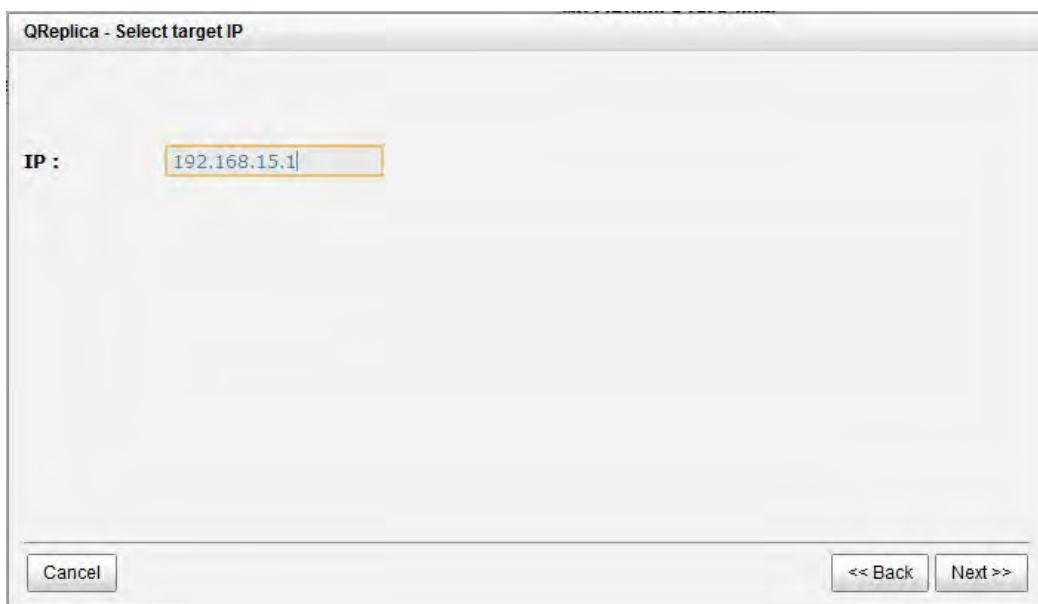 QReplica - Select target IP
IP :
192.168.15.1
Cancel
<< Back
Next >>